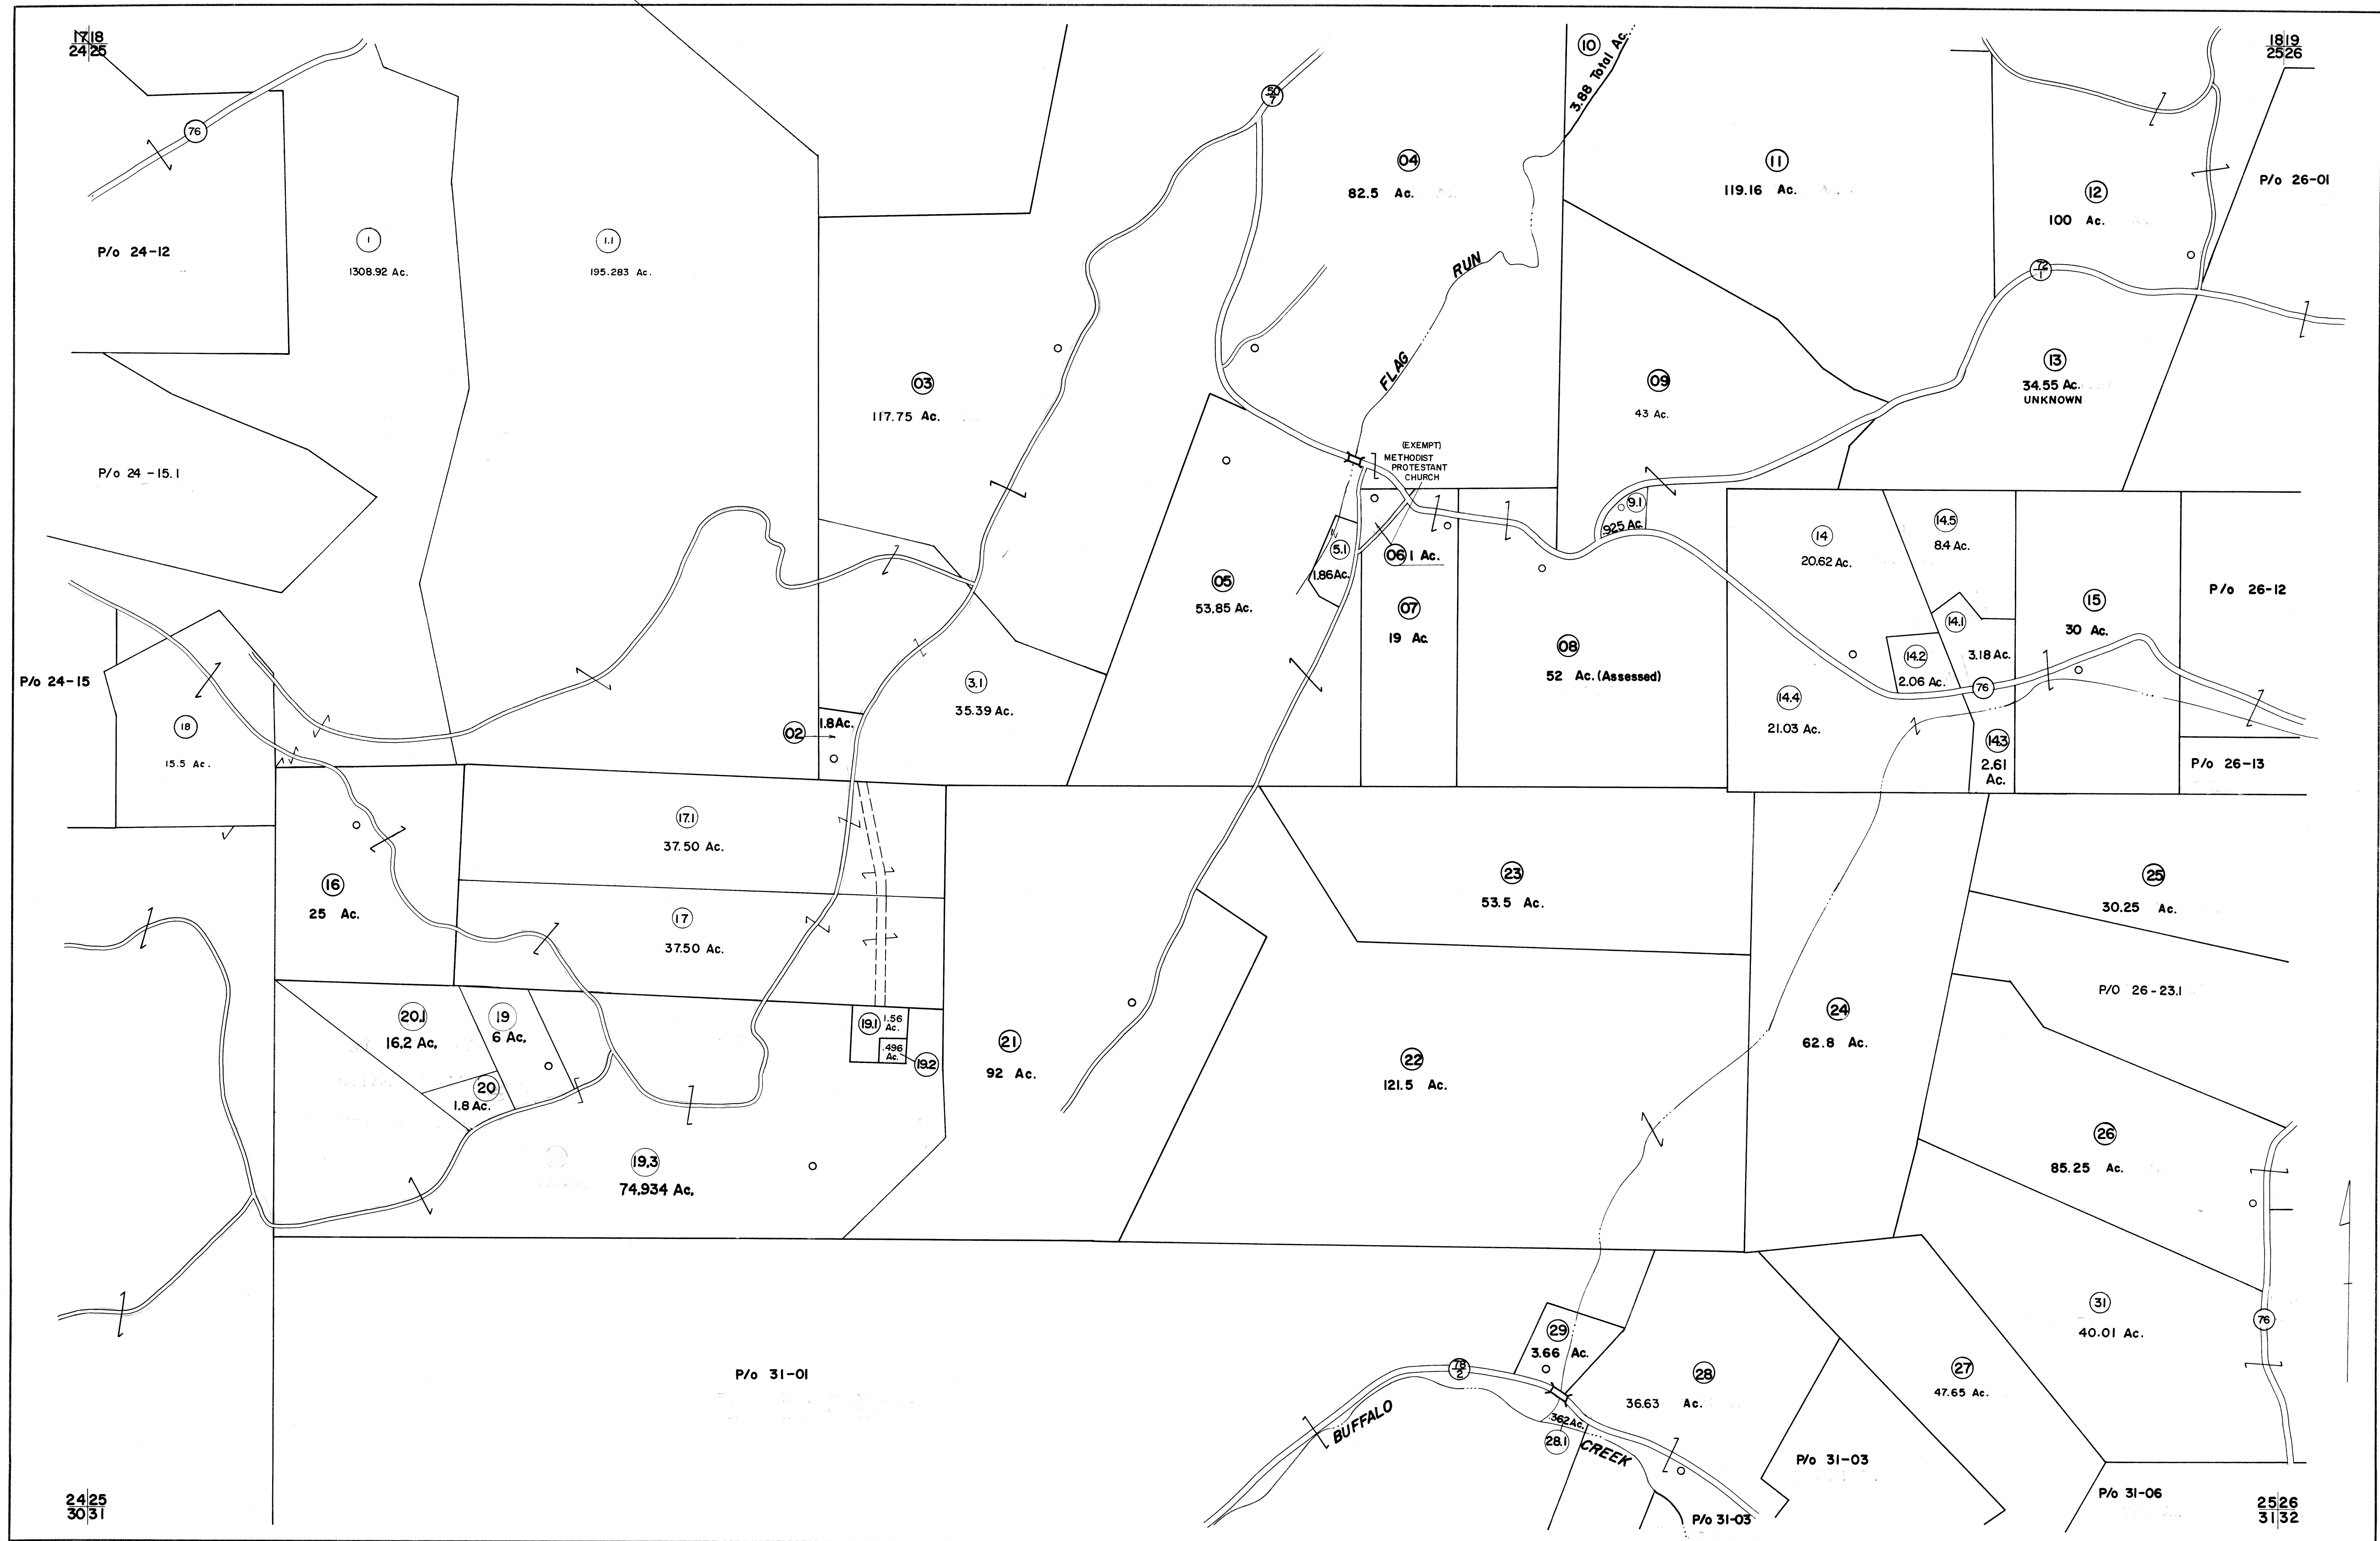 17 18
24 25
18 19
25 26
76
50
7
10
3.88 Total Ac.
04
82.5 Ac.
11
119.16 Ac.
12
100 Ac.
P/o 26-01
P/o 24-12
1
1308.92 Ac.
1.1
195.283 Ac.
FLAG RUN
72
1
03
117.75 Ac.
09
43 Ac.
13
34.55 Ac.
UNKNOWN
P/o 24-15.1
(EXEMPT)
METHODIST
PROTESTANT
CHURCH
9.1
.925 Ac.
14
20.62 Ac.
14.5
8.4 Ac.
5.1
1.86 Ac.
06 1 Ac.
05
53.85 Ac.
07
19 Ac.
08
52 Ac. (Assessed)
14.1
3.18 Ac.
14.2
2.06 Ac.
15
30 Ac.
P/o 26-12
76
P/o 24-15
18
15.5 Ac.
02
1.8 Ac.
3.1
35.39 Ac.
14.4
21.03 Ac.
14.3
2.61
Ac.
P/o 26-13
17.1
37.50 Ac.
16
25 Ac.
17
37.50 Ac.
23
53.5 Ac.
25
30.25 Ac.
P/O 26-23.1
20.1
16.2 Ac.
19
6 Ac.
20
1.8 Ac.
19.1
1.56
Ac.
.496
Ac.
19.2
21
92 Ac.
22
121.5 Ac.
24
62.8 Ac.
26
85.25 Ac.
19.3
74.934 Ac.
31
40.01 Ac.
76
29
3.66 Ac.
78
2
P/o 31-01
28
36.63 Ac.
27
47.65 Ac.
.362 Ac.
28.1
BUFFALO CREEK
P/o 31-03
P/o 31-03
P/o 31-06
24 25
30 31
25 26
31 32